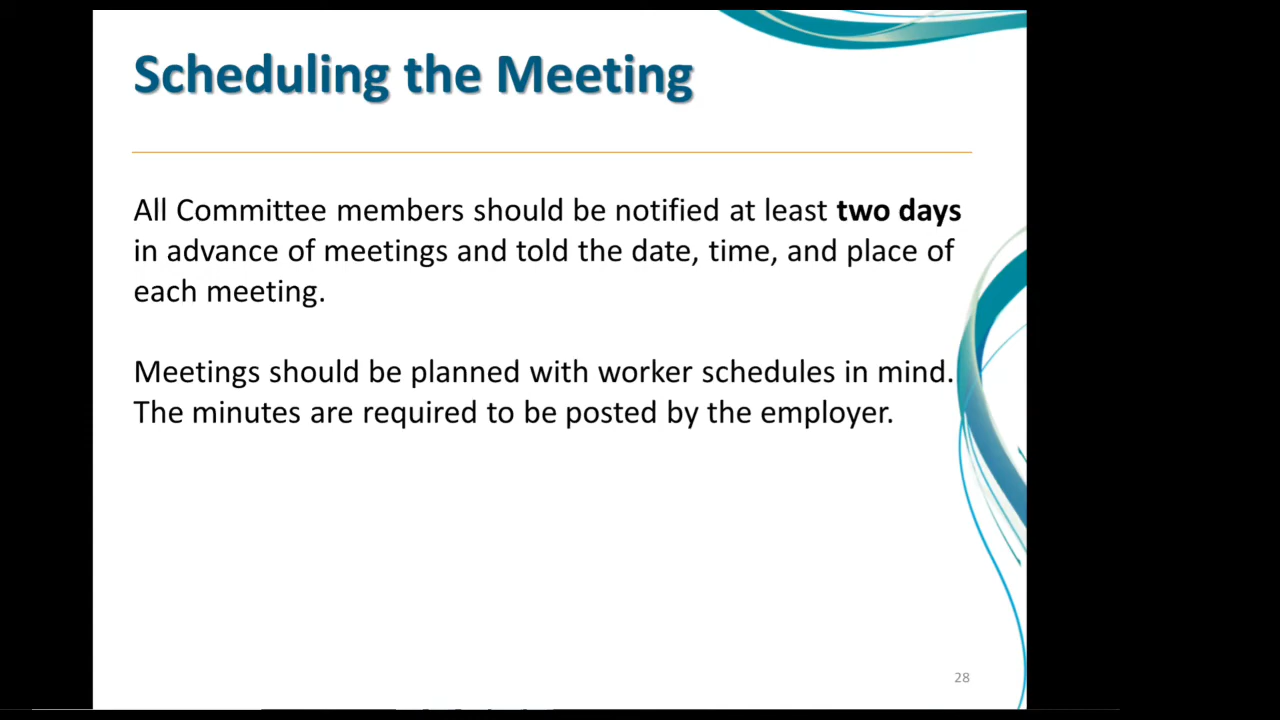 Scheduling the Meeting
All Committee members should be notified at least two days
in advance of meetings and told the date, time, and place of
each meeting.
Meetings should be planned with worker schedules in mind.
The minutes are required to be posted by the employer.
28